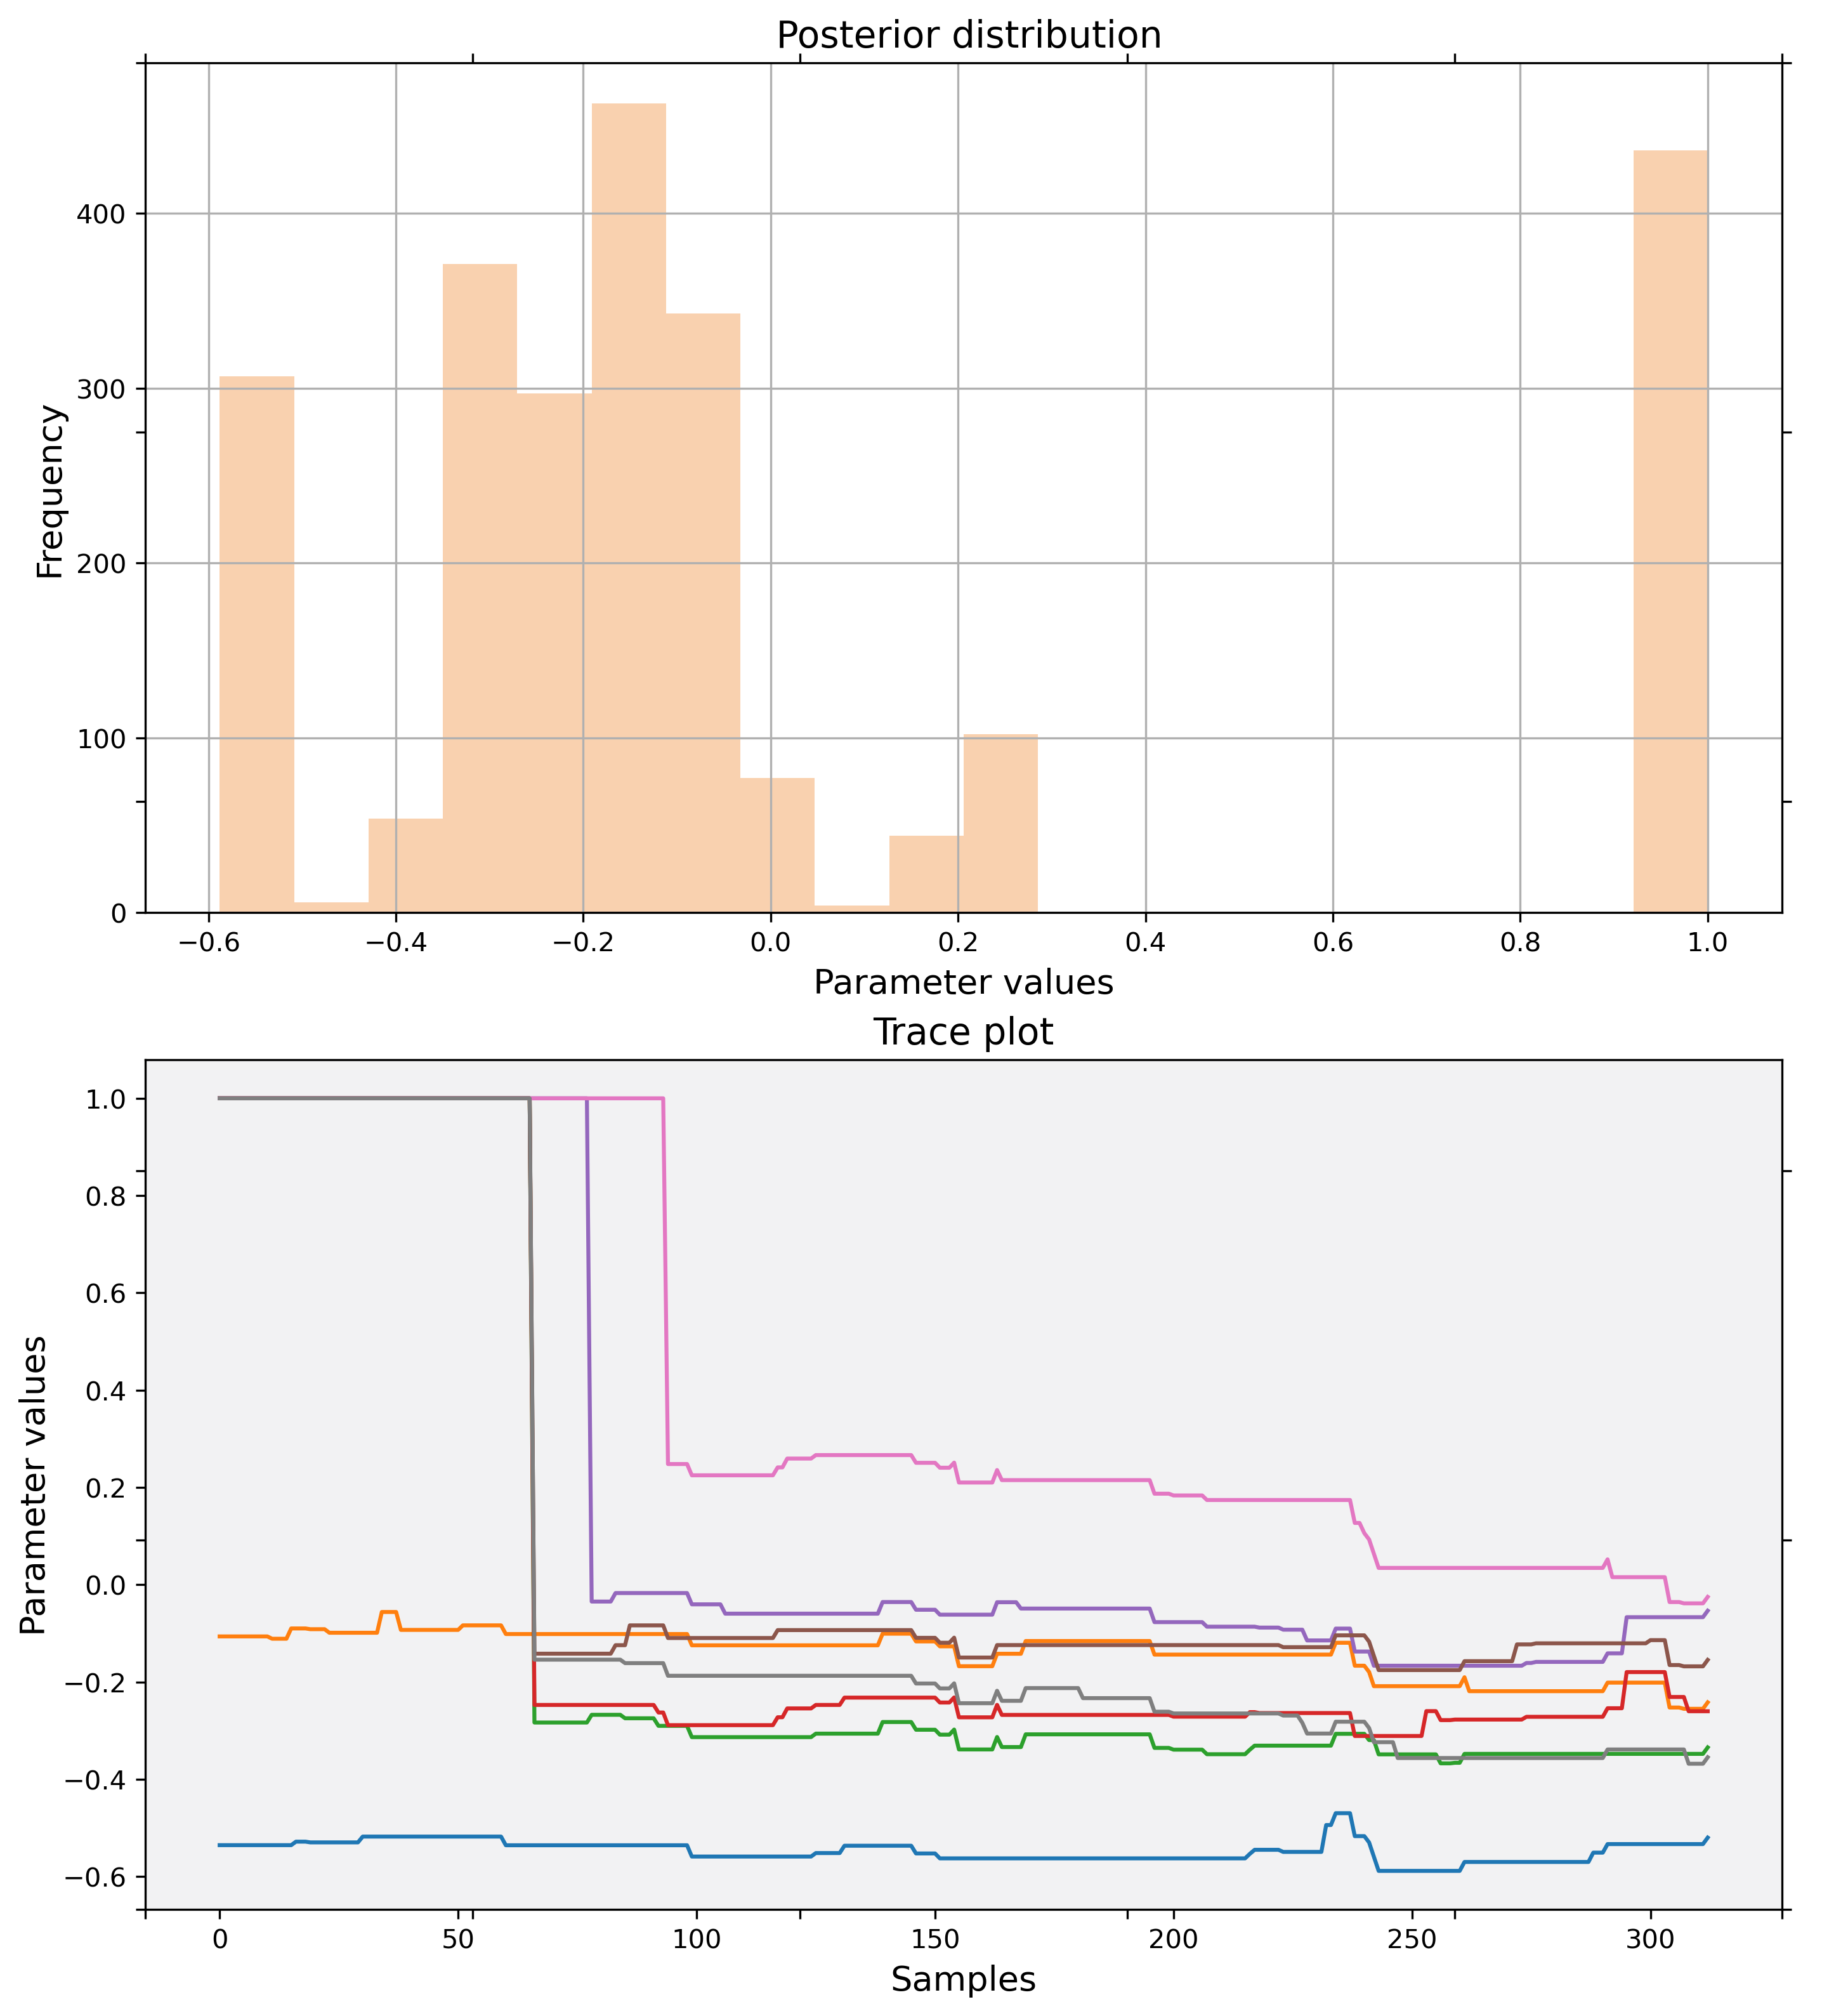 Posterior distribution
Frequency
400
300
200
100
0
−0.6 −0.4 −0.2 0.0 0.2 0.4 0.6 0.8 1.0
Parameter values
Trace plot
Parameter values
1.0
0.8
0.6
0.4
0.2
0.0
−0.2
−0.4
−0.6
0 50 100 150 200 250 300
Samples